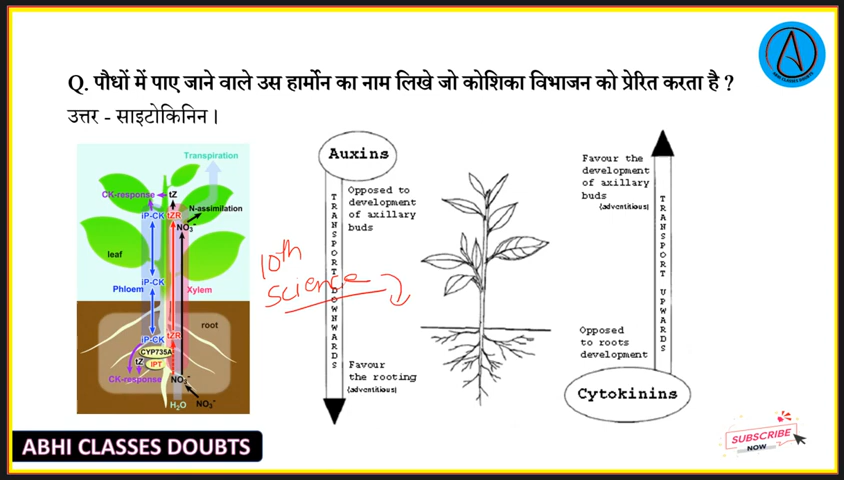 Q. पौधों में पाए जाने वाले उस हार्मोन का नाम लिखे जो कोशिका विभाजन को प्रेरित करता है ?
उत्तर - साइटोकिनिन।
ABHI CLASSES DOUBTS
Transpiration
CK-response
tZ
N-assimilation
iP-CK
tZR
NO3-
leaf
iP-CK
Phloem
Xylem
root
iP-CK
tZR
CYP735A
tZ
IPT
CK-response
NO3-
NO3-
H2O
10th
Science
Auxins
Opposed to
development
of axillary
buds
TRANSPORT DOWNWARDS
Favour
the rooting
(adventitious)
Favour the
development
of axillary
buds
(adventitious)
TRANSPORT UPWARDS
Opposed
to roots
development
Cytokinins
ABHI CLASSES DOUBTS
SUBSCRIBE
NOW